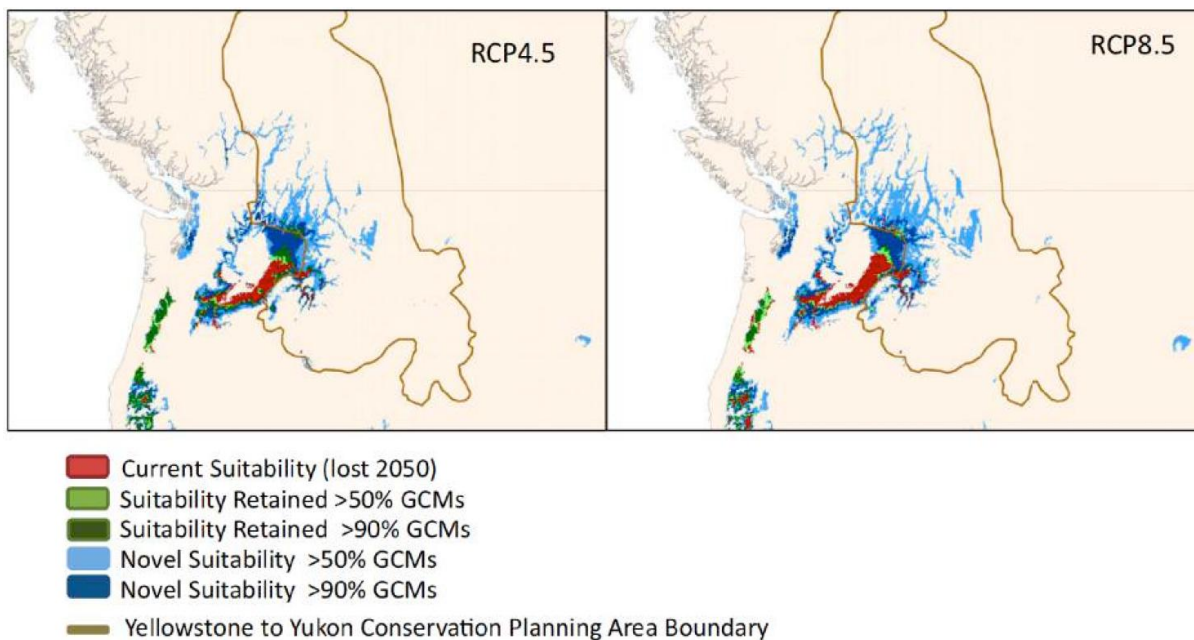 RCP4.5
RCP8.5
Current Suitability (lost 2050)
Suitability Retained >50% GCMs
Suitability Retained >90% GCMs
Novel Suitability >50% GCMs
Novel Suitability >90% GCMs
Yellowstone to Yukon Conservation Planning Area Boundary